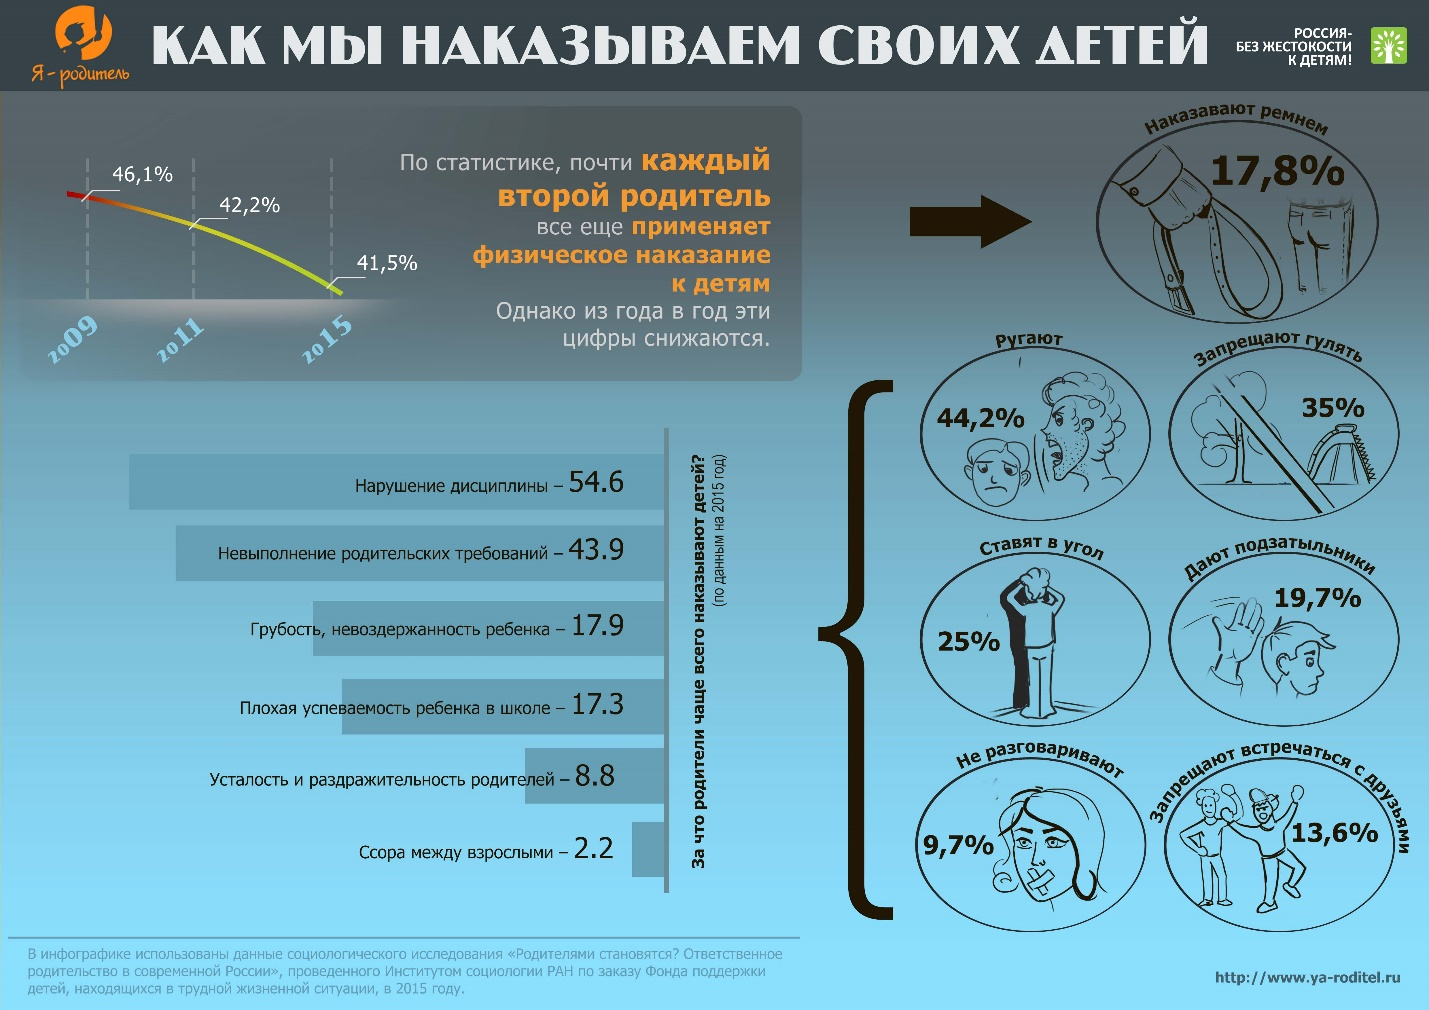 Я - родитель
КАК МЫ НАКАЗЫВАЕМ СВОИХ ДЕТЕЙ
РОССИЯ-
БЕЗ ЖЕСТОКОСТИ
К ДЕТЯМ!
46,1%
42,2%
41,5%
2009
2011
2015
По статистике, почти каждый
второй родитель
все еще применяет
физическое наказание
к детям
Однако из года в год эти
цифры снижаются.
Наказавают ремнем
17,8%
Ругают
44,2%
Запрещают гулять
35%
Ставят в угол
25%
Дают подзатыльники
19,7%
Не разговаривают
9,7%
Запрещают встречаться с друзьями
13,6%
За что родители чаще всего наказывают детей?
(по данным на 2015 год)
Нарушение дисциплины – 54.6
Невыполнение родительских требований – 43.9
Грубость, невоздержанность ребенка – 17.9
Плохая успеваемость ребенка в школе – 17.3
Усталость и раздражительность родителей – 8.8
Ссора между взрослыми – 2.2
В инфографике использованы данные социологического исследования «Родителями становятся? Ответственное
родительство в современной России», проведенного Институтом социологии РАН по заказу Фонда поддержки
детей, находящихся в трудной жизненной ситуации, в 2015 году.
http://www.ya-roditel.ru